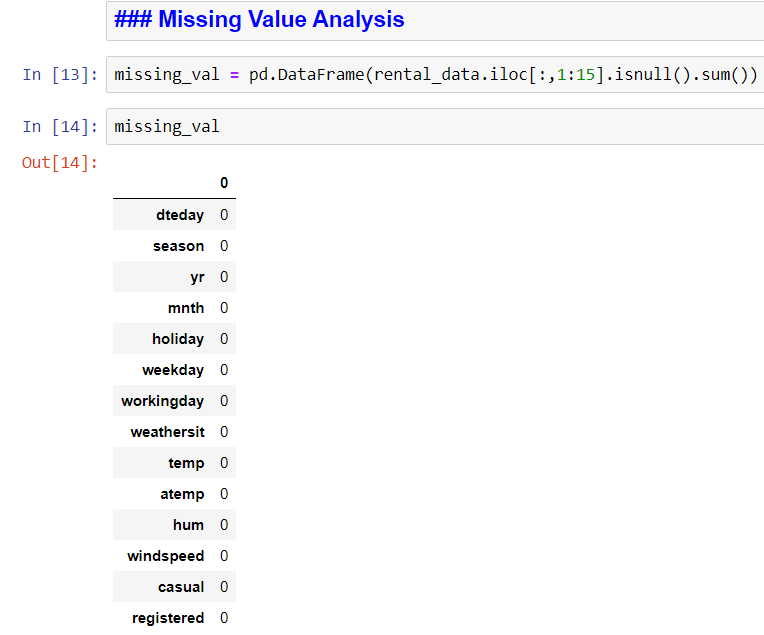 ### Missing Value Analysis
In [13]: missing_val = pd.DataFrame(rental_data.iloc[:,1:15].isnull().sum())
In [14]: missing_val
Out[14]:
0
dteday 0
season 0
yr 0
mnth 0
holiday 0
weekday 0
workingday 0
weathersit 0
temp 0
atemp 0
hum 0
windspeed 0
casual 0
registered 0